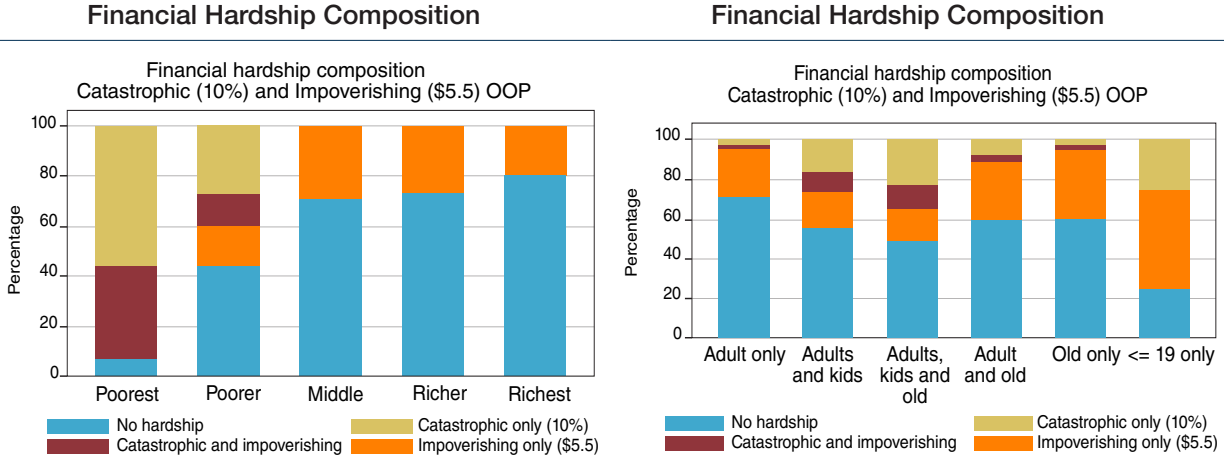 Financial Hardship Composition
Financial hardship composition
Catastrophic (10%) and Impoverishing ($5.5) OOP
Percentage
100
80
60
40
20
0
Poorest Poorer Middle Richer Richest
No hardship Catastrophic only (10%)
Catastrophic and impoverishing Impoverishing only ($5.5)
Financial Hardship Composition
Financial hardship composition
Catastrophic (10%) and Impoverishing ($5.5) OOP
Percentage
100
80
60
40
20
0
Adult only Adults Adults, Adult Old only <= 19 only
and kids kids and and old
old
No hardship Catastrophic only (10%)
Catastrophic and impoverishing Impoverishing only ($5.5)